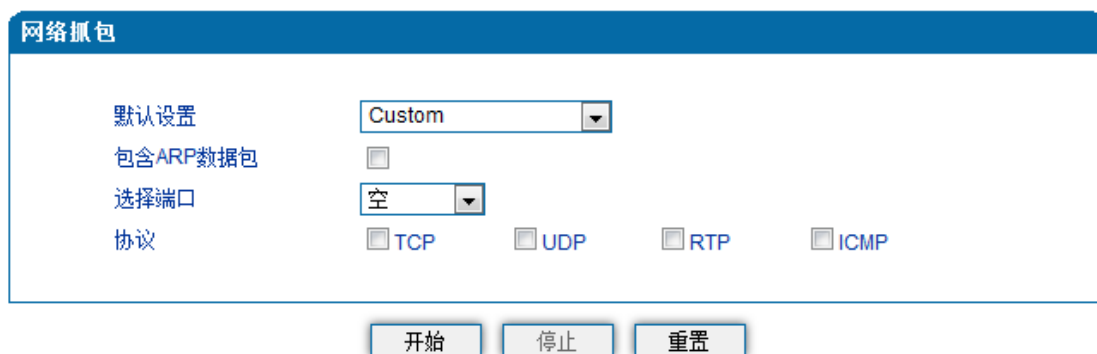 网络抓包
默认设置 Custom
包含ARP数据包
选择端口 空
协议 TCP UDP RTP ICMP
开始 停止 重置